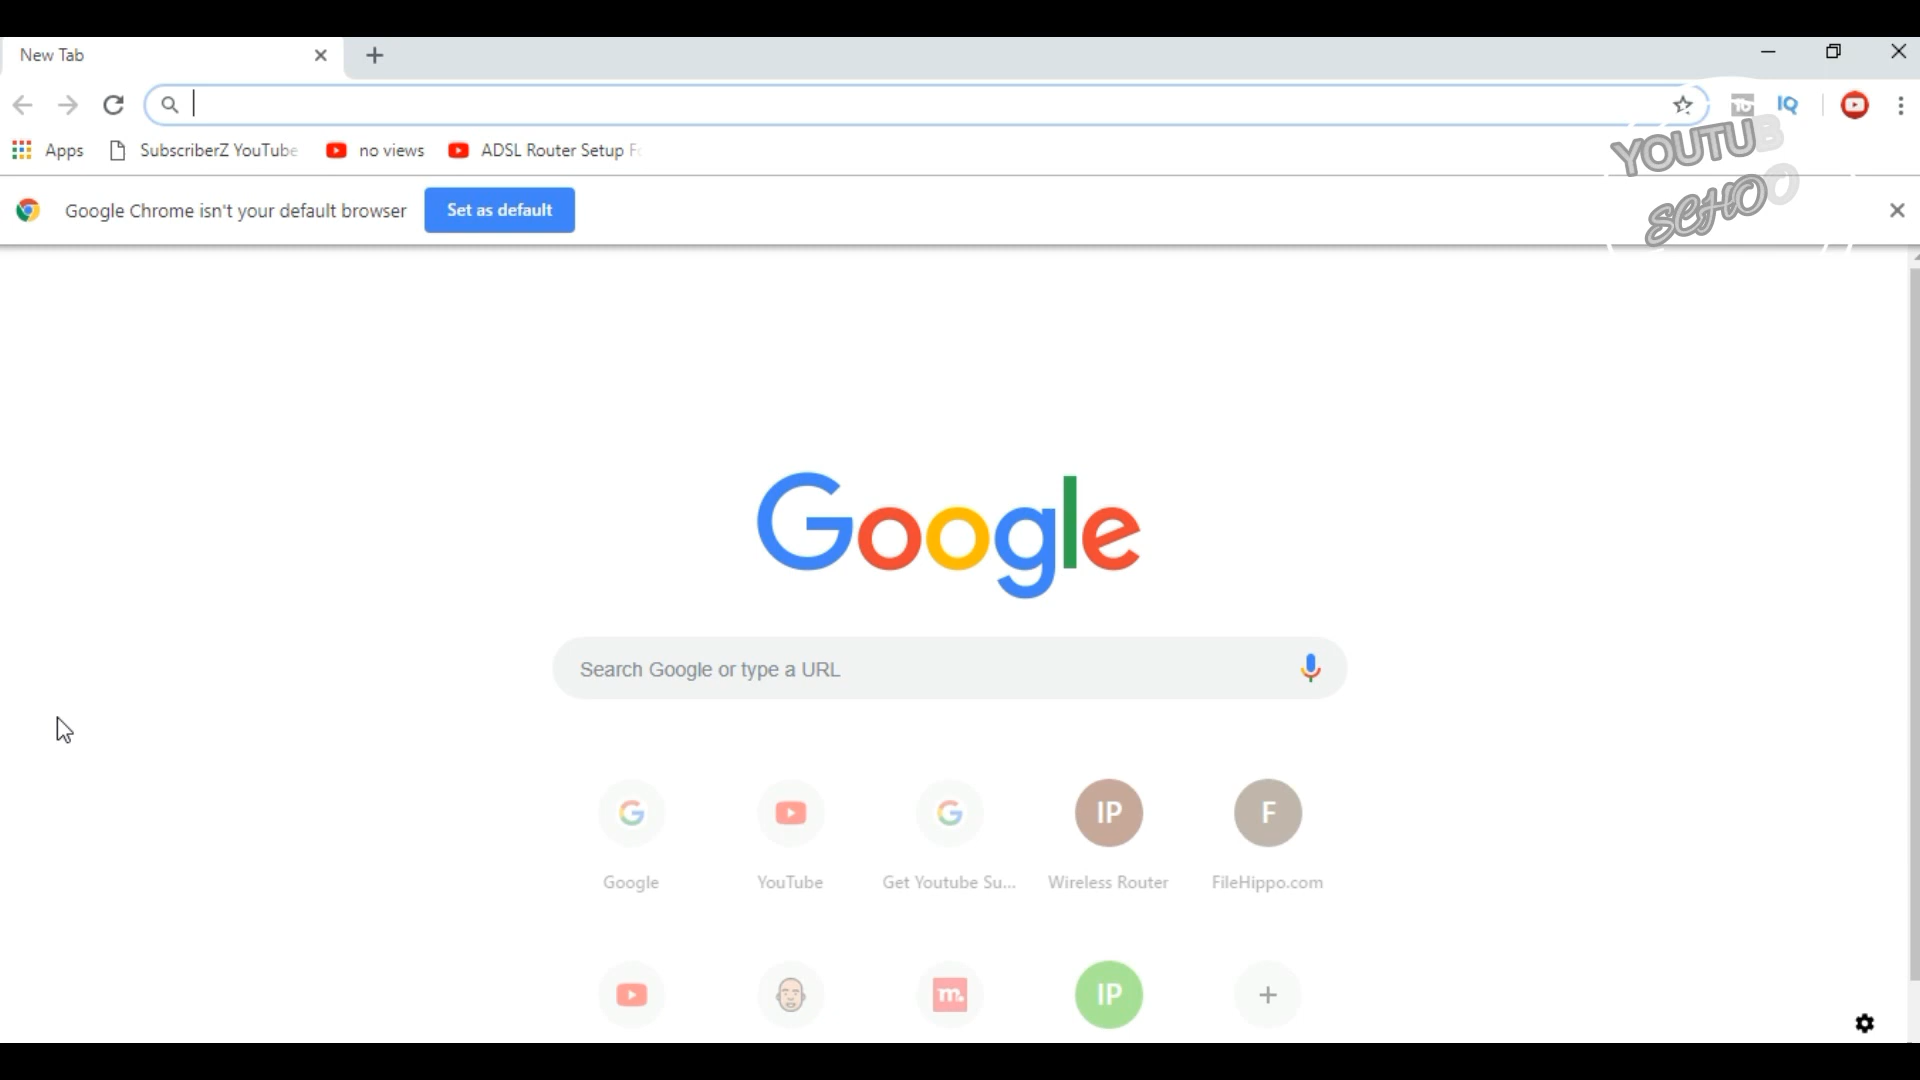 New Tab
IQ
YOUTUB
Apps
SubscriberZ YouTube
no views
ADSL Router Setup F
SCHOO
Google Chrome isn't your default browser
Set as default
Google
Search Google or type a URL
G
G
IP
F
Google
YouTube
Get Youtube Su...
Wireless Router
FileHippo.com
m.
IP